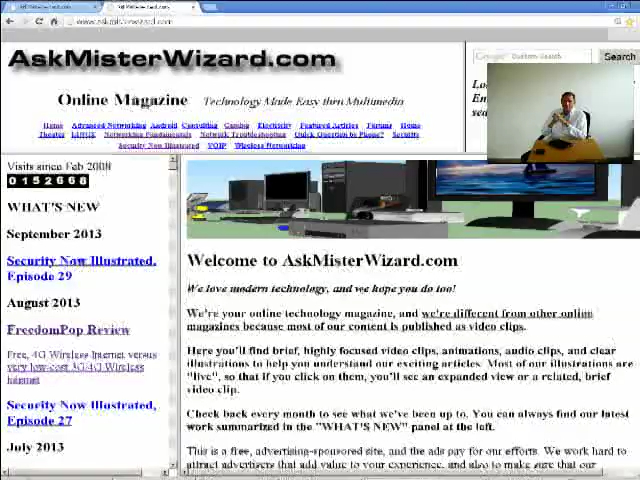 www.askmisterwizard.com
AskMisterWizard.com
Custom Search
Search
Online Magazine Technology Made Easy then Multimedia
Home Advanced Networking Android Consulting Gaming Electricity Featured Articles Forums Home
Theater LINUX Networking Fundamentals Network Troubleshooting Quick Question by Phone? Security
Security Now Illustrated VOIP Wireless Networking
Visits since Feb 2008
0152668
WHAT'S NEW
September 2013
Security Now Illustrated,
Episode 29
August 2013
FreedomPop Review
Free, 4G Wireless Internet versus
very low-cost 3G/4G Wireless
Internet
Security Now Illustrated,
Episode 27
July 2013
Welcome to AskMisterWizard.com
We love modern technology, and we hope you do too!
We're your online technology magazine, and we're different from other online
magazines because most of our content is published as video clips.
Here you'll find brief, highly focused video clips, animations, audio clips, and clear
illustrations to help you understand our exciting articles. Most of our illustrations are
"live", so that if you click on them, you'll see an expanded view or a related, brief
video clip.
Check back every month to see what we've been up to. You can always find our latest
work summarized in the "WHAT'S NEW" panel at the left.
This is a free, advertising-sponsored site, and the ads pay for our efforts. We work hard to
attract advertisers that add value to your experience, and also to make sure that our